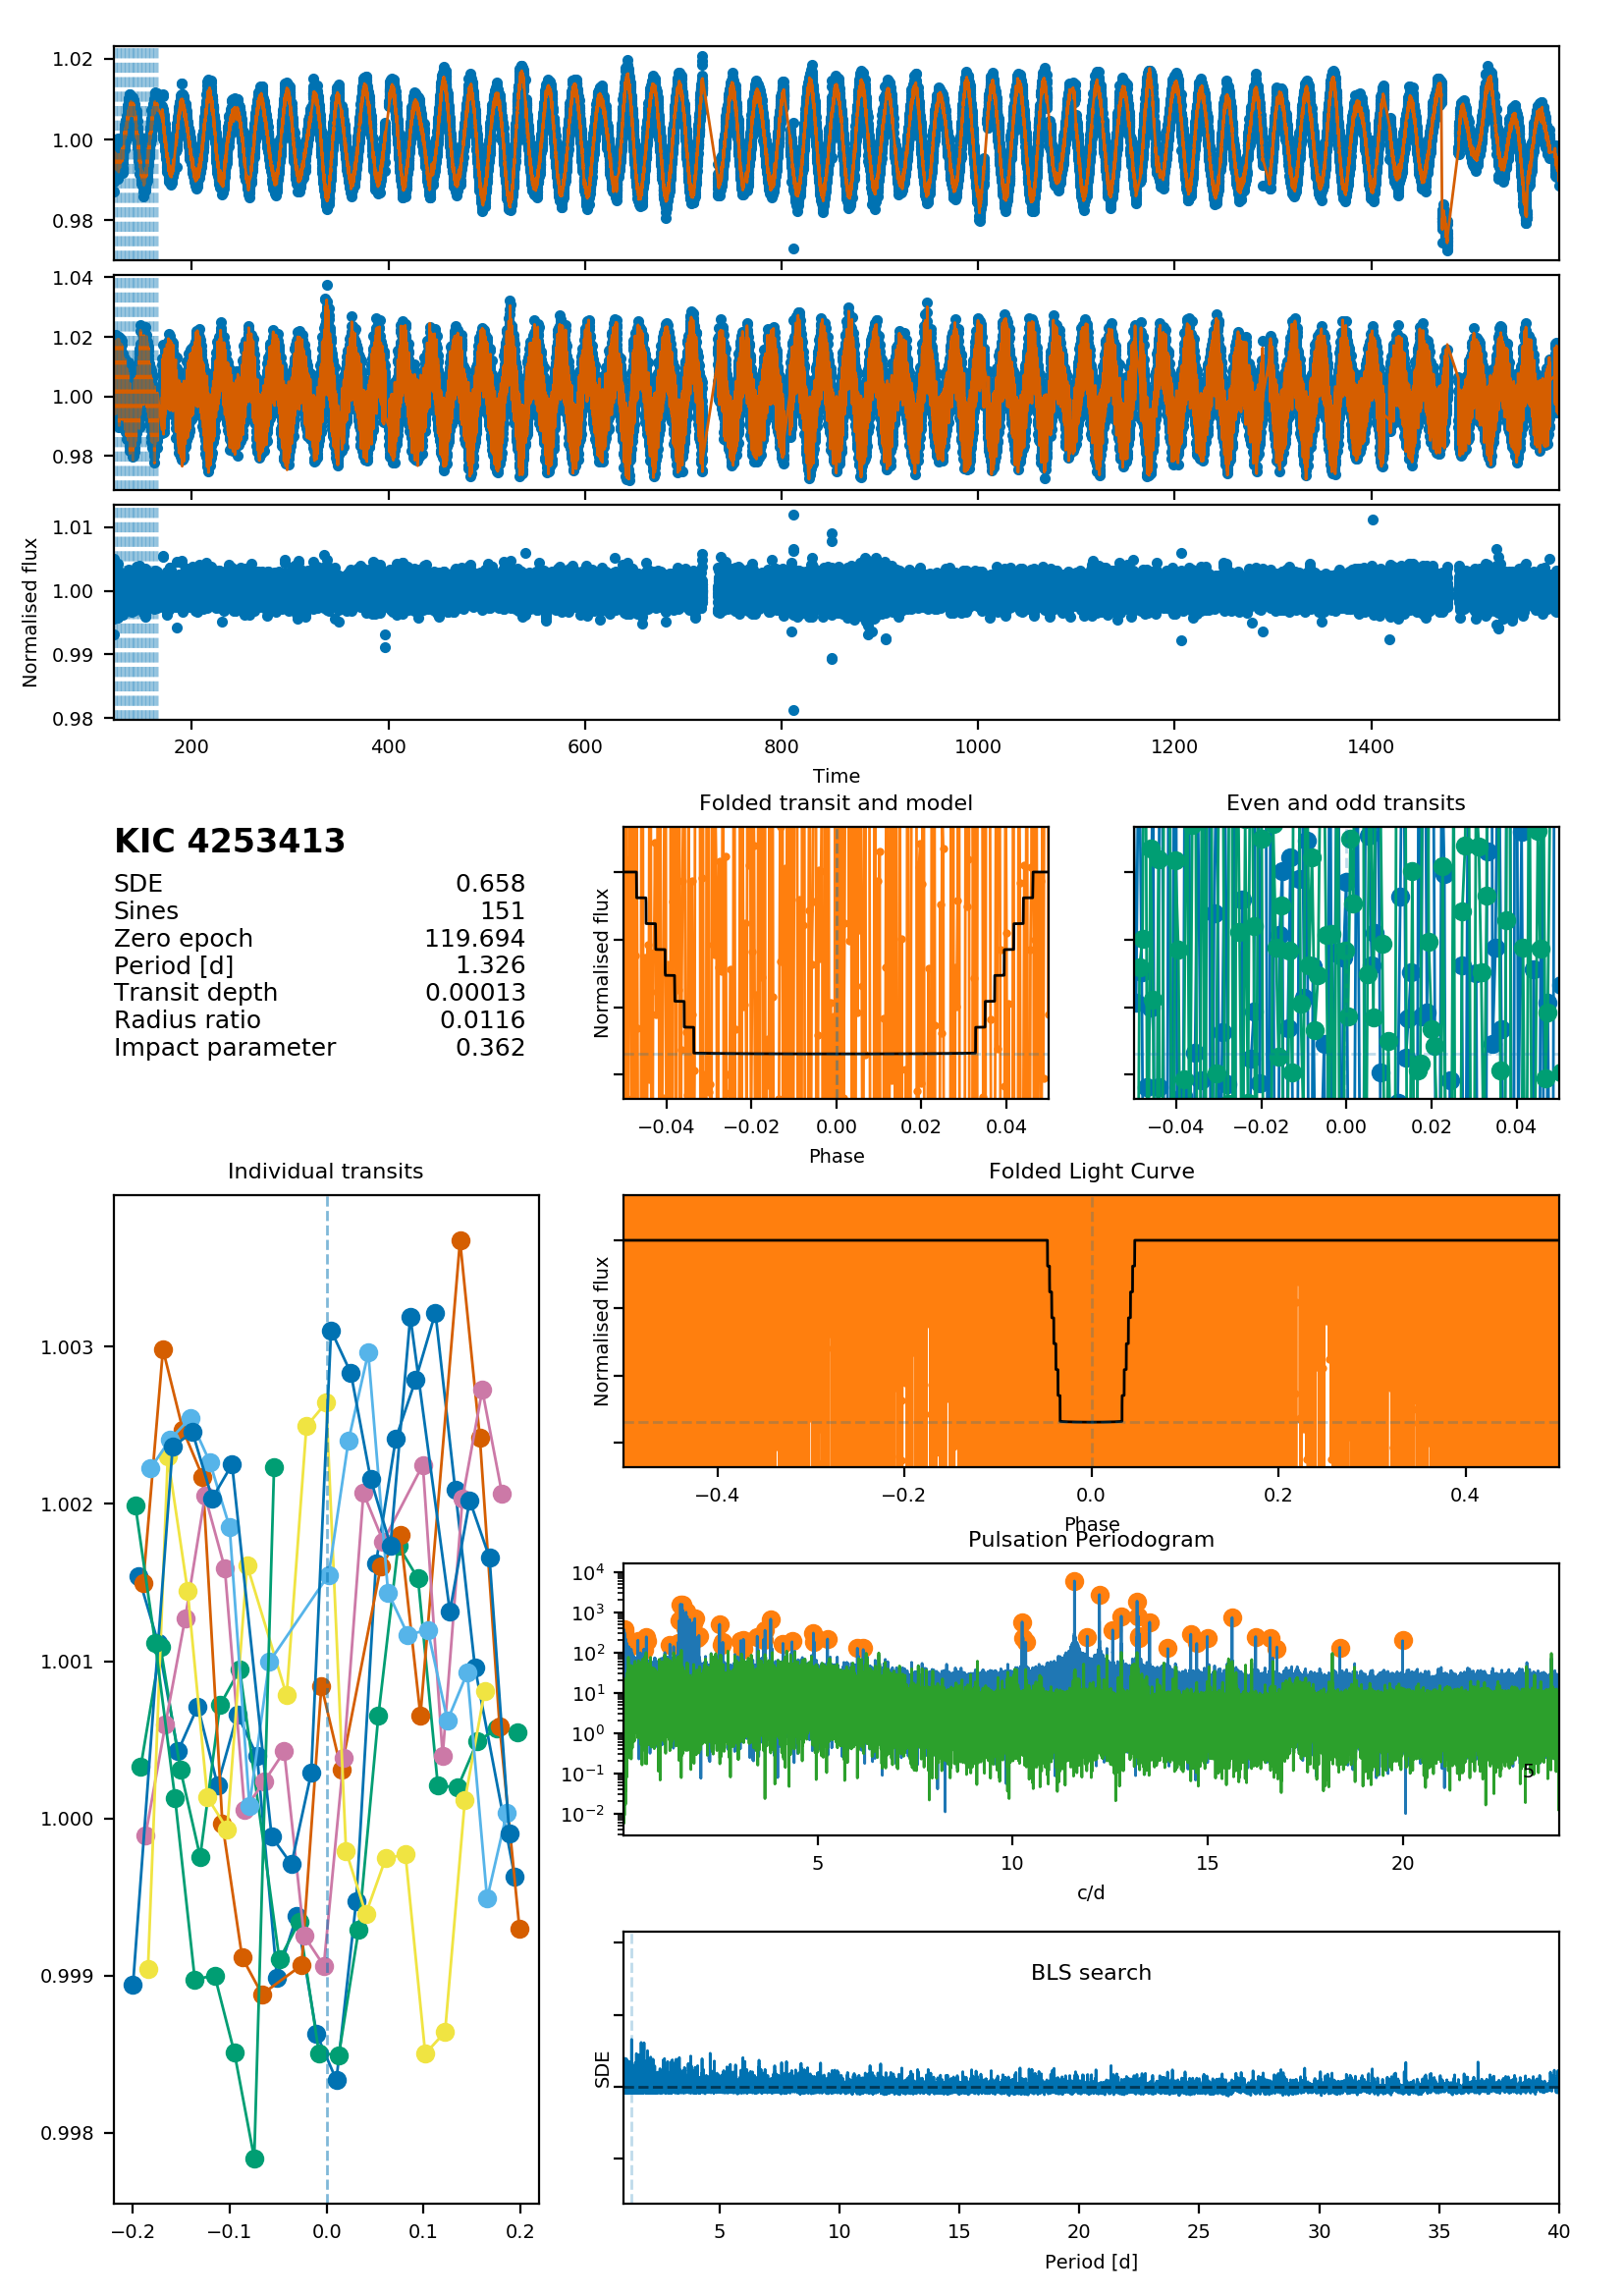 1.02
1.00
0.98
1.04
1.02
1.00
0.98
1.01
1.00
0.99
0.98
Normalised flux
200 400 600 800 1000 1200 1400
Time
KIC 4253413
SDE 0.658
Sines 151
Zero epoch 119.694
Period [d] 1.326
Transit depth 0.00013
Radius ratio 0.0116
Impact parameter 0.362
Folded transit and model
Normalised flux
−0.04 −0.02 0.00 0.02 0.04
Phase
Even and odd transits
−0.04 −0.02 0.00 0.02 0.04
Individual transits
1.003
1.002
1.001
1.000
0.999
0.998
−0.2 −0.1 0.0 0.1 0.2
Folded Light Curve
Normalised flux
−0.4 −0.2 0.0 0.2 0.4
Phase
Pulsation Periodogram
10⁴
10³
10²
10¹
10⁰
10⁻¹
10⁻²
5
5 10 15 20
c/d
BLS search
SDE
5 10 15 20 25 30 35 40
Period [d]